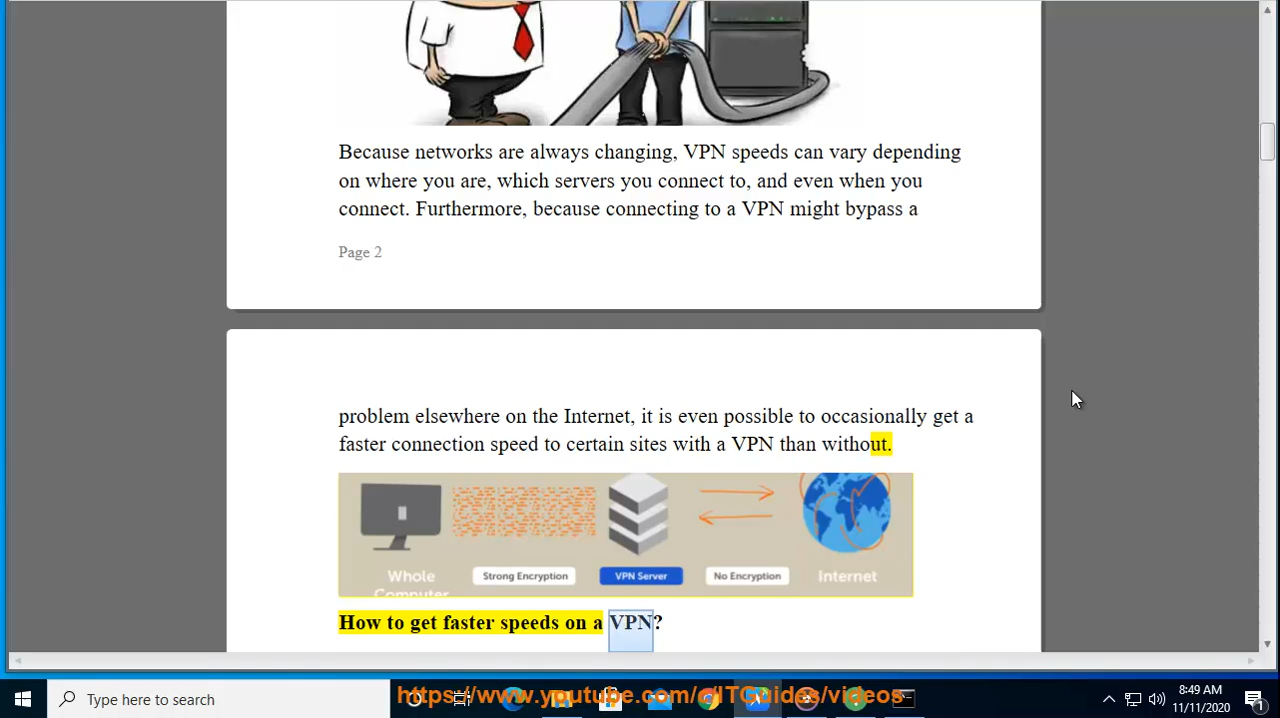 Because networks are always changing, VPN speeds can vary depending
on where you are, which servers you connect to, and even when you
connect. Furthermore, because connecting to a VPN might bypass a
Page 2
problem elsewhere on the Internet, it is even possible to occasionally get a
faster connection speed to certain sites with a VPN than without.
Whole
Computer
Strong Encryption
VPN Server
No Encryption
Internet
How to get faster speeds on a VPN?
Type here to search
https://www.youtube.com/c/ITGuides/videos
8:49 AM
11/11/2020
1